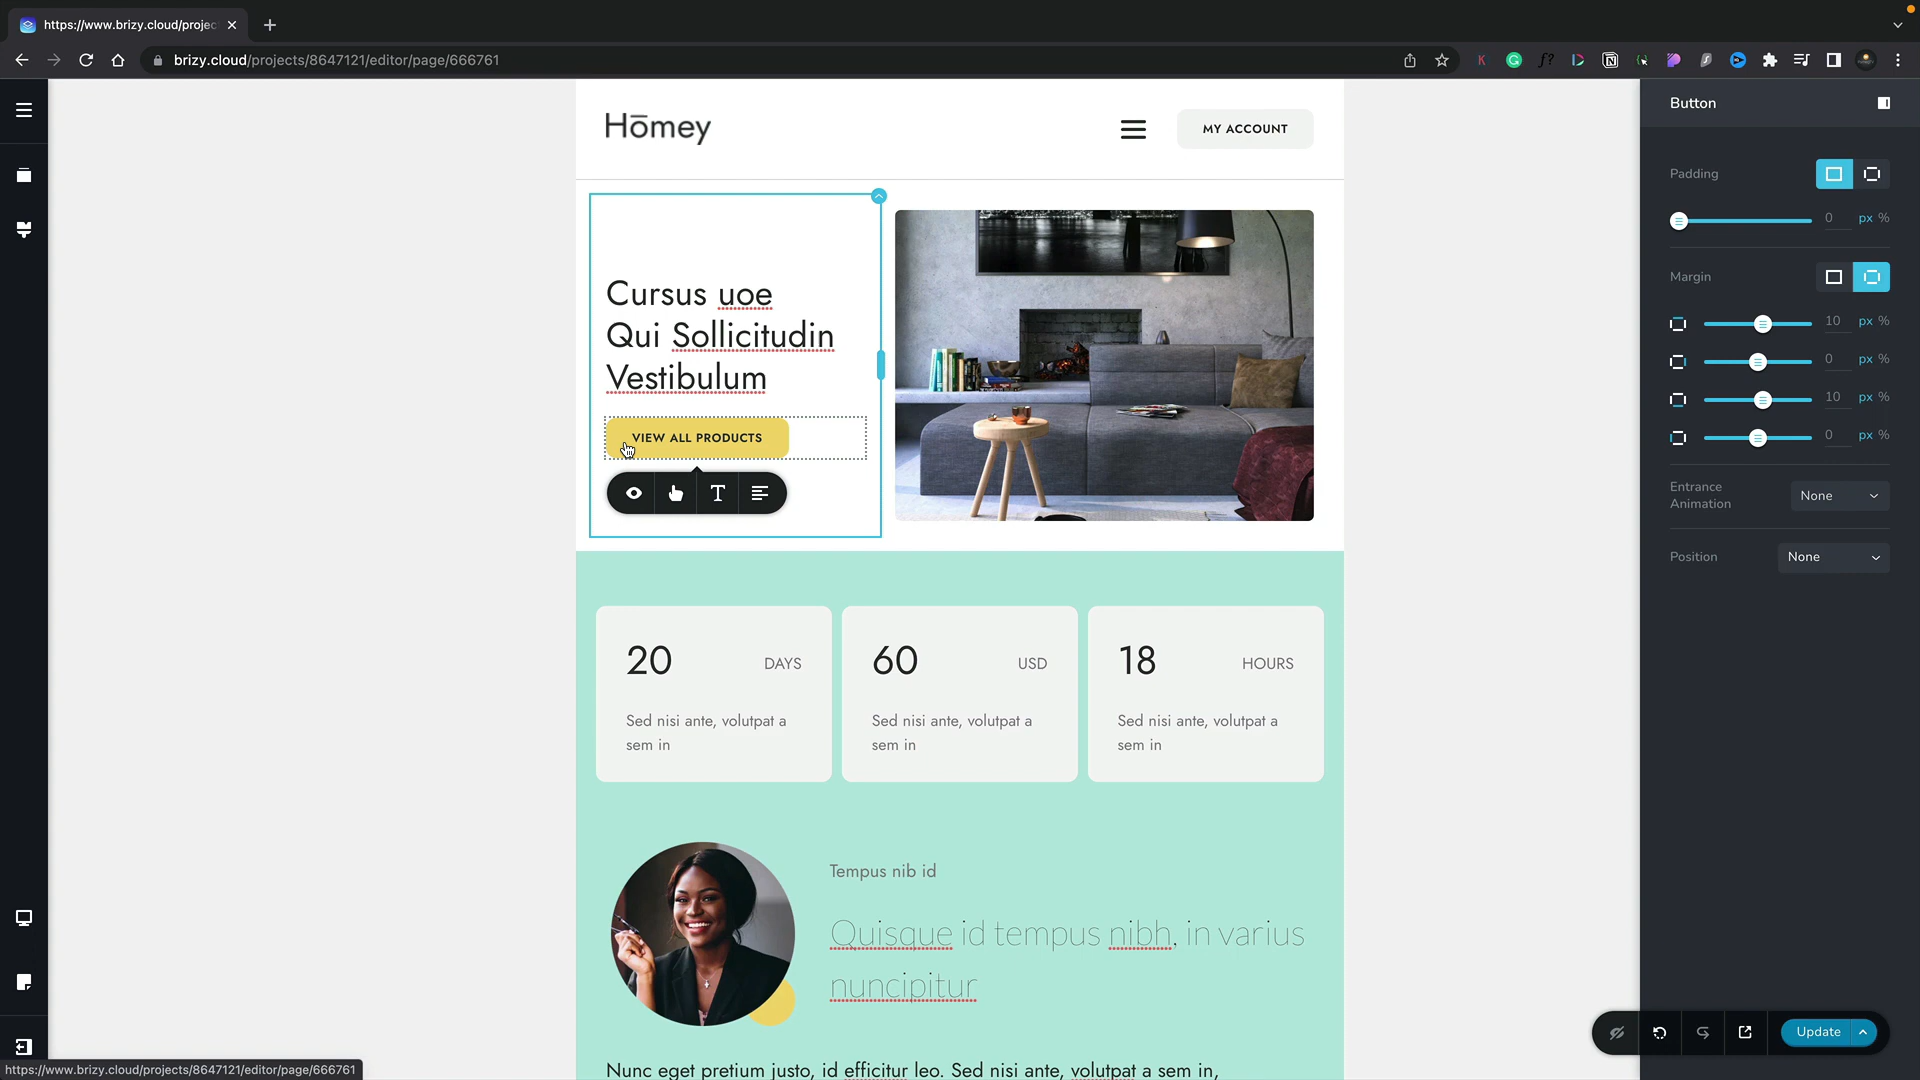 https://www.brizy.cloud/projec
brizy.cloud/projects/8647121/editor/page/666761
Hōmey
MY ACCOUNT
Cursus uoe
Qui Sollicitudin
Vestibulum
VIEW ALL PRODUCTS
20 DAYS
Sed nisi ante, volutpat a
sem in
60 USD
Sed nisi ante, volutpat a
sem in
18 HOURS
Sed nisi ante, volutpat a
sem in
Tempus nib id
Quisque id tempus nibh, in varius
nuncipitur
Nunc eget pretium justo, id efficitur leo. Sed nisi ante, volutpat a sem in,
Button
Padding
0 px %
Margin
10 px %
0 px %
10 px %
0 px %
Entrance
Animation
None
Position
None
Update
https://www.brizy.cloud/projects/8647121/editor/page/666761